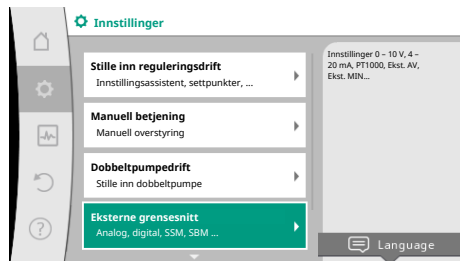 Innstillinger
Stille inn reguleringsdrift
Innstillingsassistent, settpunkter, ...
Manuell betjening
Manuell overstyring
Dobbeltpumpedrift
Stille inn dobbeltpumpe
Eksterne grensesnitt
Analog, digital, SSM, SBM ...
Innstillinger 0 – 10 V, 4 –
20 mA, PT1000, Ekst. AV,
Ekst. MIN...
Language